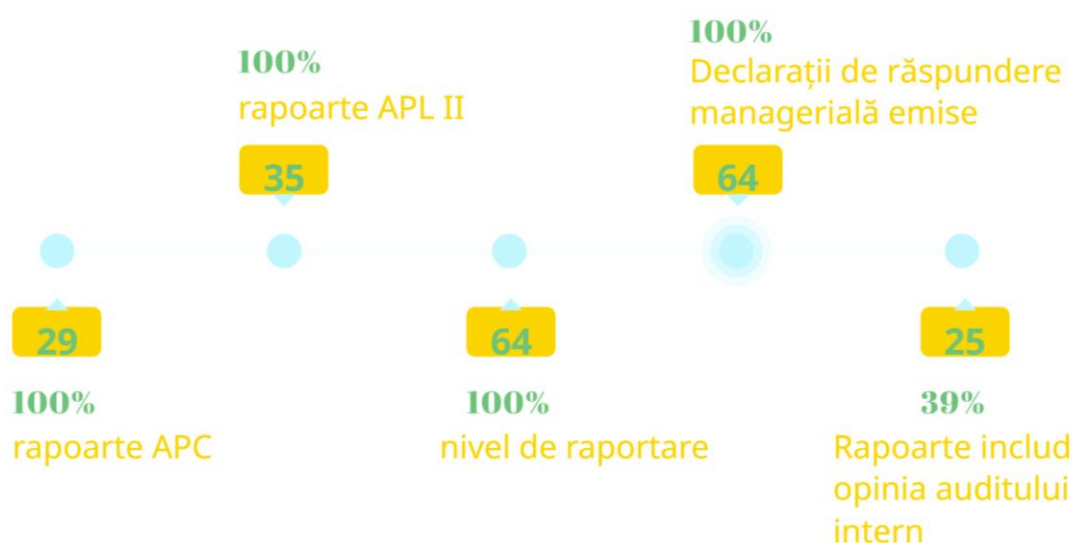 29
100%
rapoarte APC
100%
rapoarte APL II
35
64
100%
nivel de raportare
100%
Declarații de răspundere
managerială emise
64
25
39%
Rapoarte includ
opinia auditului
intern